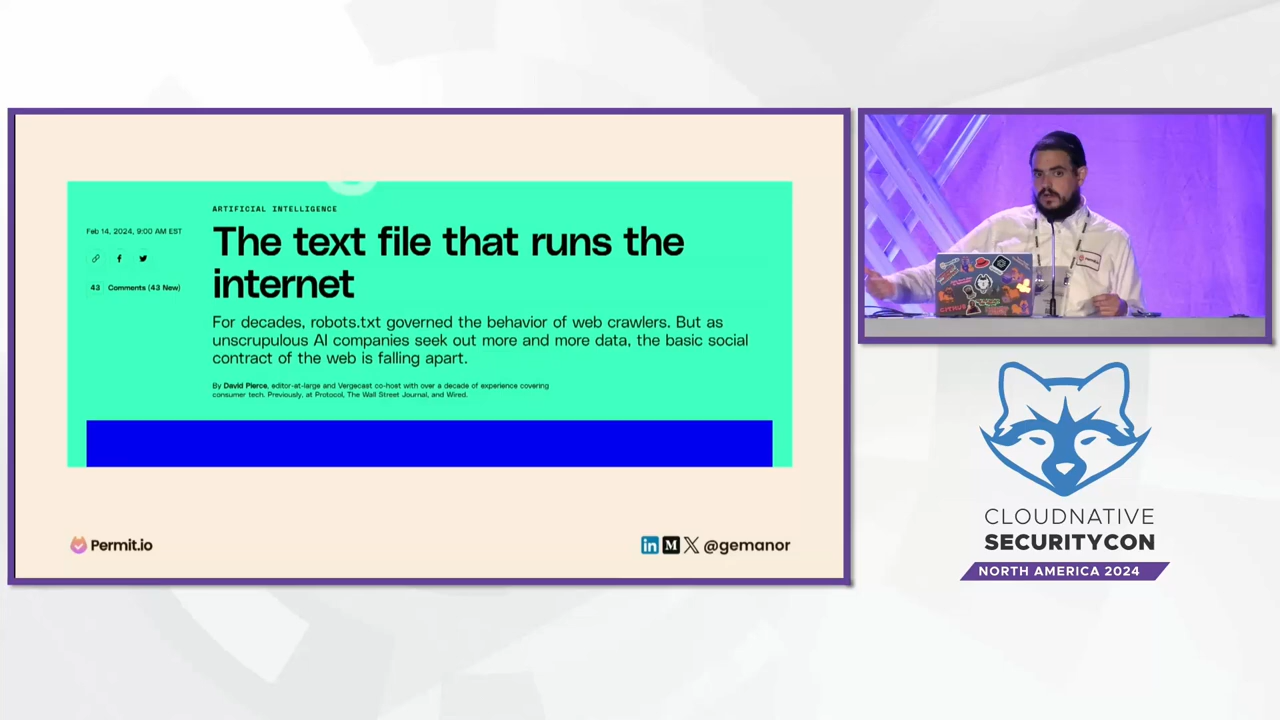 ARTIFICIAL INTELLIGENCE
Feb 14, 2024, 9:00 AM EST
The text file that runs the
internet
43 Comments (43 New)
For decades, robots.txt governed the behavior of web crawlers. But as
unscrupulous AI companies seek out more and more data, the basic social
contract of the web is falling apart.
By David Pierce, editor-at-large and Vergecast co-host with over a decade of experience covering
consumer tech. Previously, at Protocol, The Wall Street Journal, and Wired.
Permit.io
in M X @gemanor
CLOUDNATIVE
SECURITYCON
NORTH AMERICA 2024